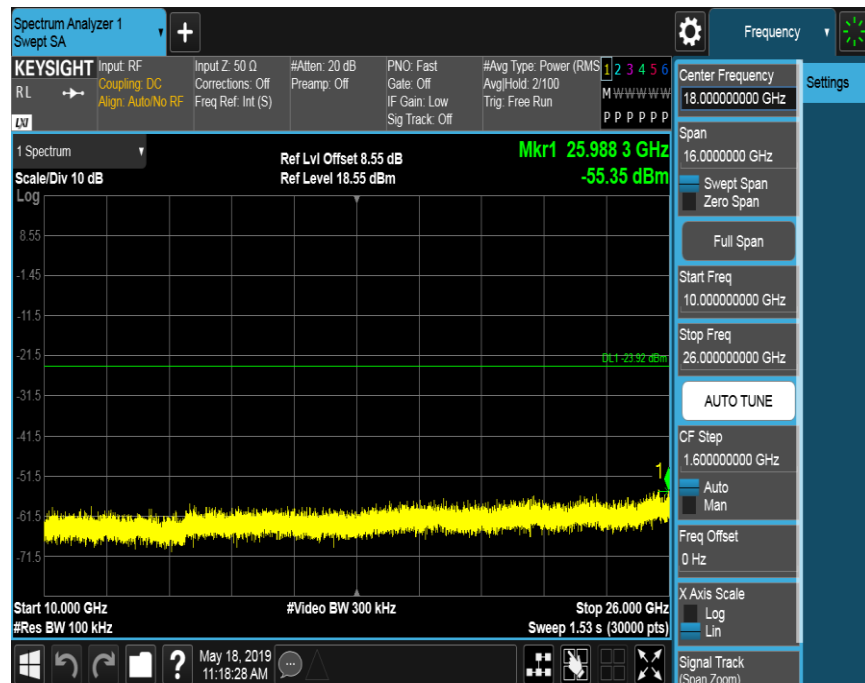 Spectrum Analyzer 1
Swept SA
+
Frequency
KEYSIGHT
RL
LXI
Input: RF
Coupling: DC
Align: Auto/No RF
Input Z: 50 Ω
Corrections: Off
Freq Ref: Int (S)
#Atten: 20 dB
Preamp: Off
PNO: Fast
Gate: Off
IF Gain: Low
Sig Track: Off
#Avg Type: Power (RMS
Avg|Hold: 2/100
Trig: Free Run
1 2 3 4 5 6
M W W W W W
P P P P P P
Center Frequency
18.000000000 GHz
Settings
Span
16.0000000 GHz
Swept Span
Zero Span
Full Span
Start Freq
10.000000000 GHz
Stop Freq
26.000000000 GHz
AUTO TUNE
CF Step
1.600000000 GHz
Auto
Man
Freq Offset
0 Hz
X Axis Scale
Log
Lin
Signal Track
(Span Zoom)
1 Spectrum
Scale/Div 10 dB
Log
Ref Lvl Offset 8.55 dB
Ref Level 18.55 dBm
Mkr1 25.988 3 GHz
-55.35 dBm
8.55
-1.45
-11.5
-21.5
DL1 -23.92 dBm
-31.5
-41.5
-51.5
1
-61.5
-71.5
Start 10.000 GHz
#Video BW 300 kHz
Stop 26.000 GHz
#Res BW 100 kHz
Sweep 1.53 s (30000 pts)
?
May 18, 2019
11:18:28 AM